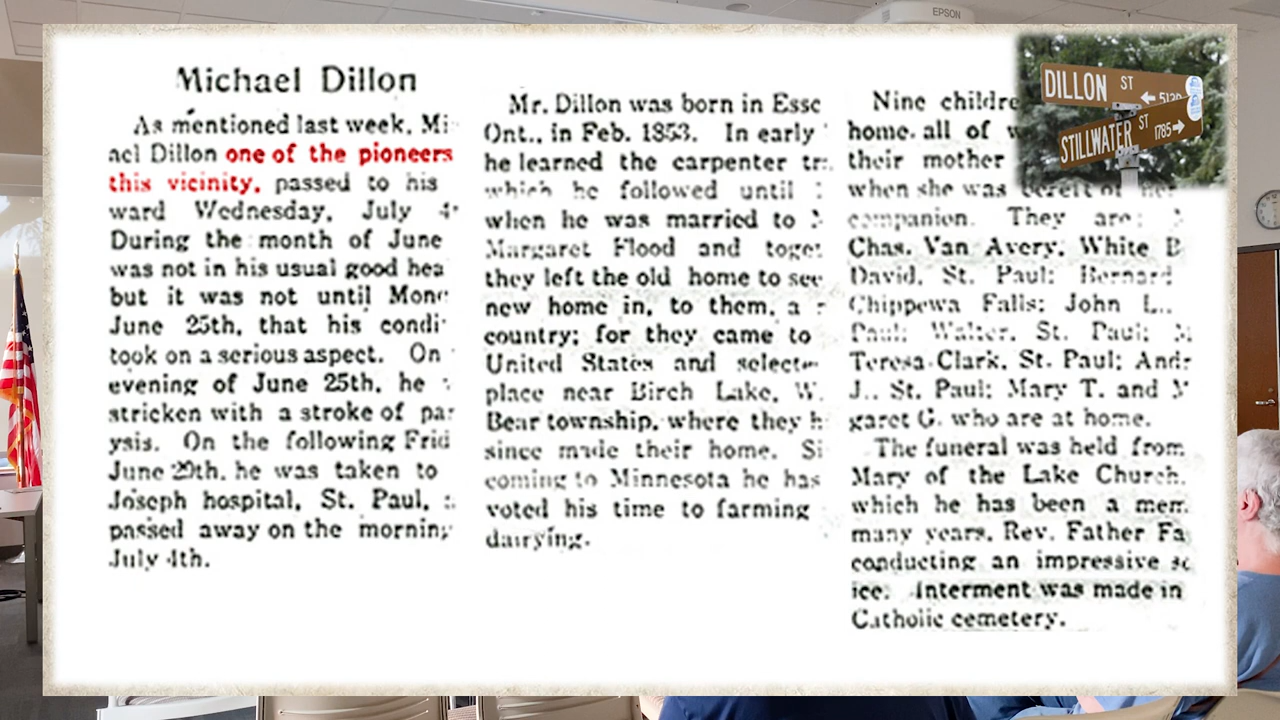 Michael Dillon
As mentioned last week, Mi
ael Dillon one of the pioneers
this vicinity, passed to his
ward Wednesday, July 4
During the month of June
was not in his usual good hea
but it was not until Mon
June 25th, that his condi
took on a serious aspect. On
evening of June 25th, he
stricken with a stroke of par
ysis. On the following Frid
June 29th, he was taken to
Joseph hospital, St. Paul,
passed away on the morning
July 4th.
Mr. Dillon was born in Esse
Ont., in Feb. 1853. In early
he learned the carpenter tr
which he followed until
when he was married to
Margaret Flood and toget
they left the old home to see
new home in, to them, a
country; for they came to
United States and selecte
place near Birch Lake, W.
Bear township, where they h
since made their home. Si
coming to Minnesota he has
voted his time to farming
dairying.
Nine childre
home, all of w
their mother
when she was bereft of her
companion. They are:
Chas. Van Avery, White B
David, St. Paul; Bernard
Chippewa Falls; John L.,
Paul; Walter, St. Paul;
Teresa Clark, St. Paul; And
J., St. Paul; Mary T. and M
garet G. who are at home.
The funeral was held from
Mary of the Lake Church,
which he has been a mem
many years, Rev. Father Fa
conducting an impressive se
ice. Interment was made in
Catholic cemetery.
DILLON ST
← 5130
STILLWATER ST
1785 →
EPSON